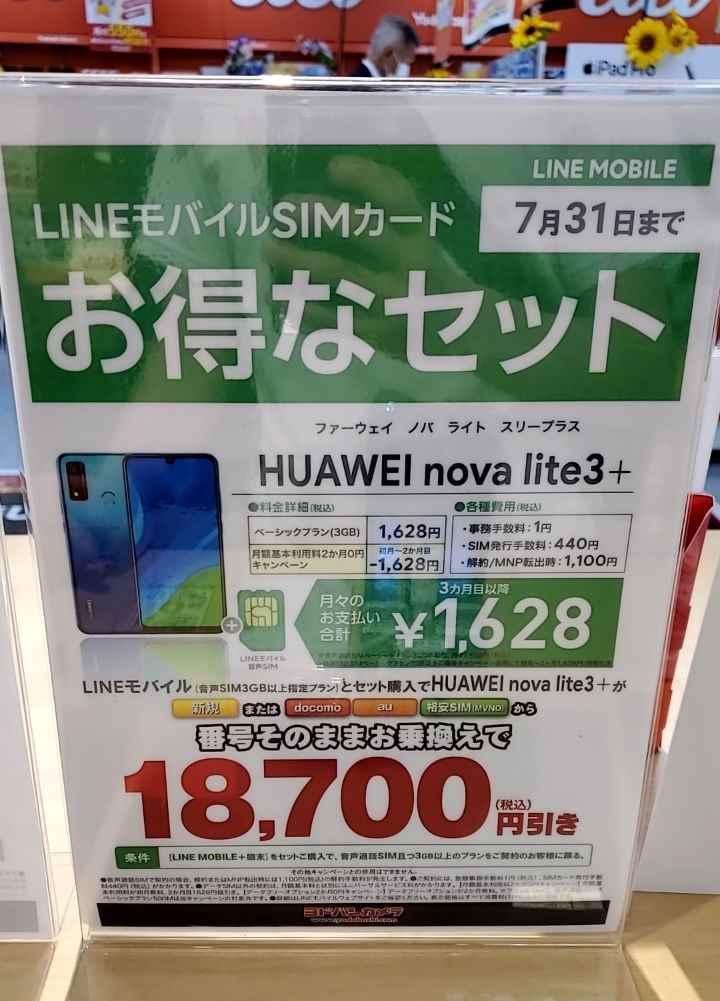 iPad Pro
LINE MOBILE
LINEモバイルSIMカード
7月31日まで
お得なセット
ファーウェイ ノバ ライト スリープラス
HUAWEI nova lite3+
●料金詳細(税込)
ベーシックプラン(3GB) 1,628円
月額基本利用料2か月0円キャンペーン 初月~2か月目 -1,628円
●各種費用(税込)
・事務手数料:1円
・SIM発行手数料:440円
・解約/MNP転出時:1,100円
HUAWEI
+
LINEモバイル
音声SIM
月々の
お支払い
合計
3カ月目以降
¥1,628
LINEモバイル(音声SIM3GB以上指定プラン)とセット購入でHUAWEI nova lite3+が
新規 または docomo au 格安SIM(MVNO) から
番号そのままお乗換えで
18,700円引き
(税込)
条件 【LINE MOBILE+端末】をセットご購入で、音声通話SIM且つ3GB以上のプランをご契約のお客様に限る。
その他キャンペーンとの併用はできません。
ヨドバシカメラ
www.yodobashi.com